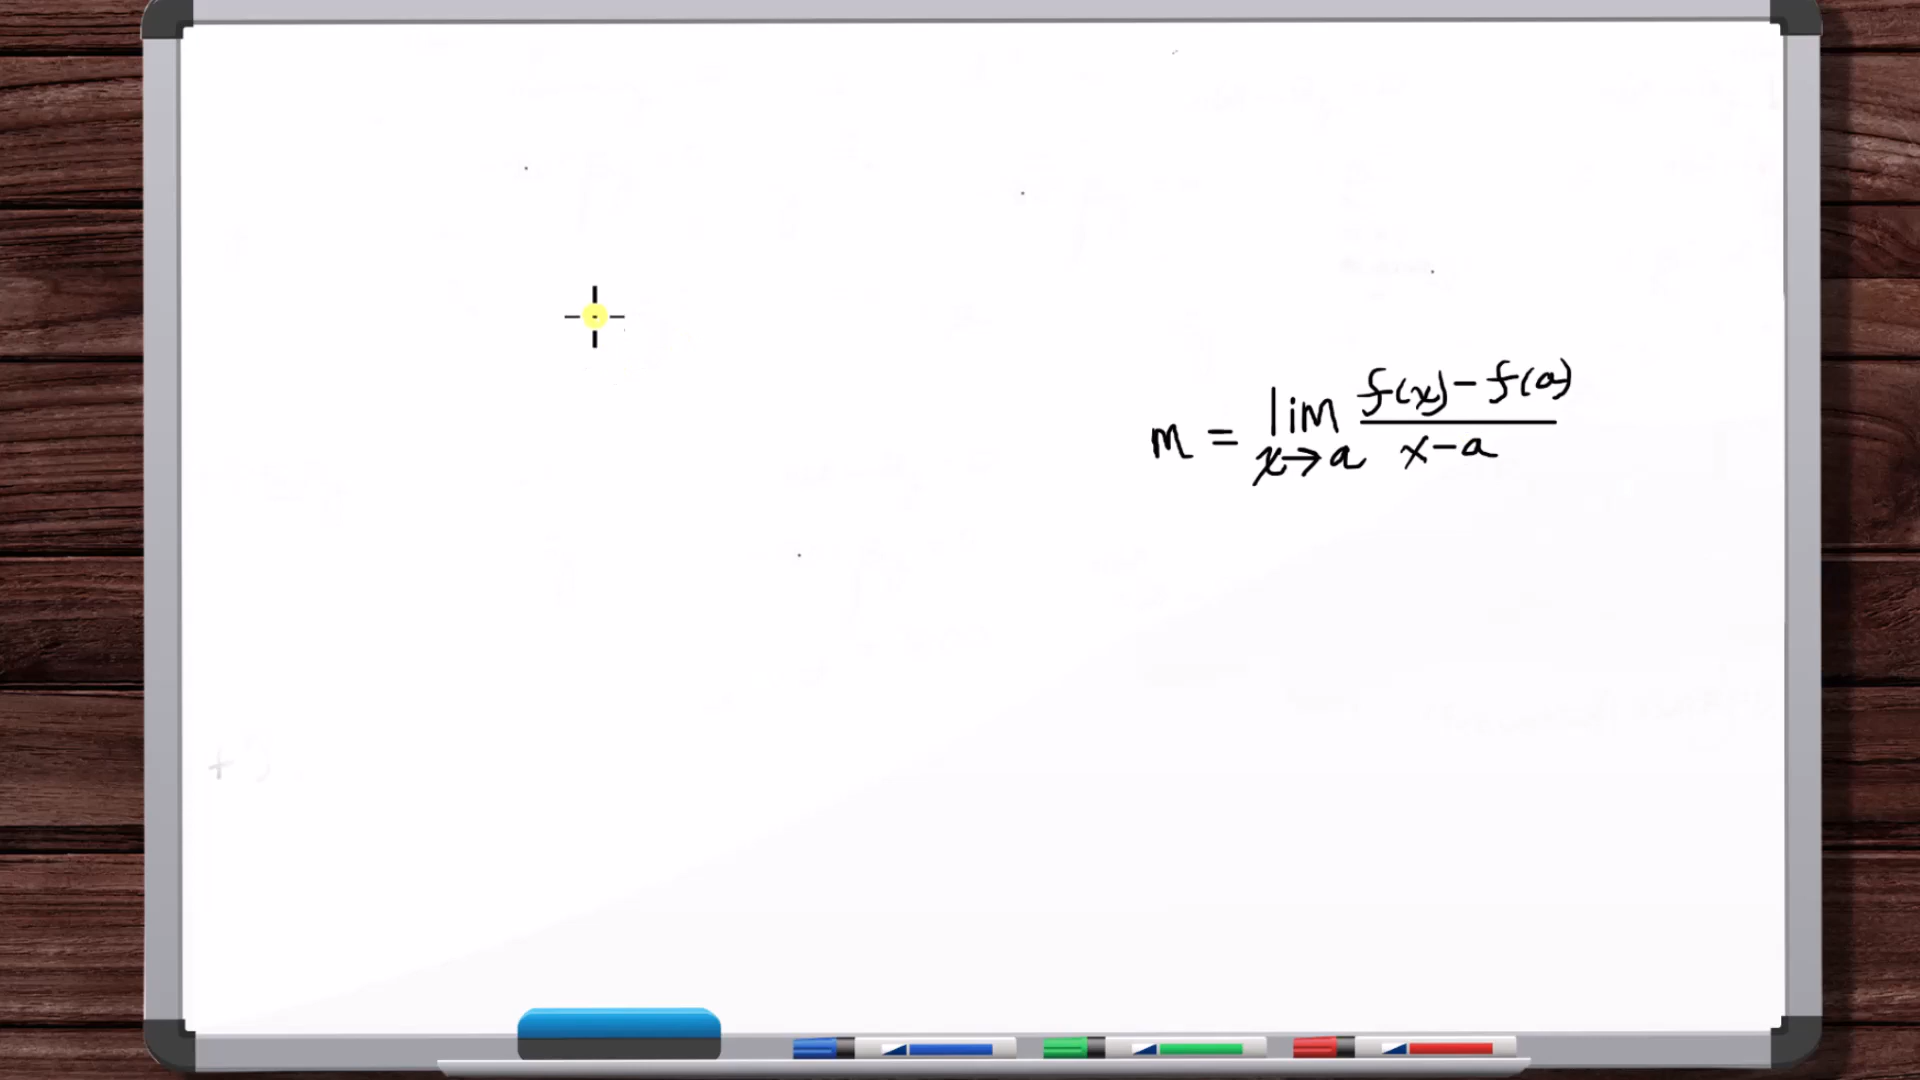 m = lim x→a f(x) - f(a) / x - a